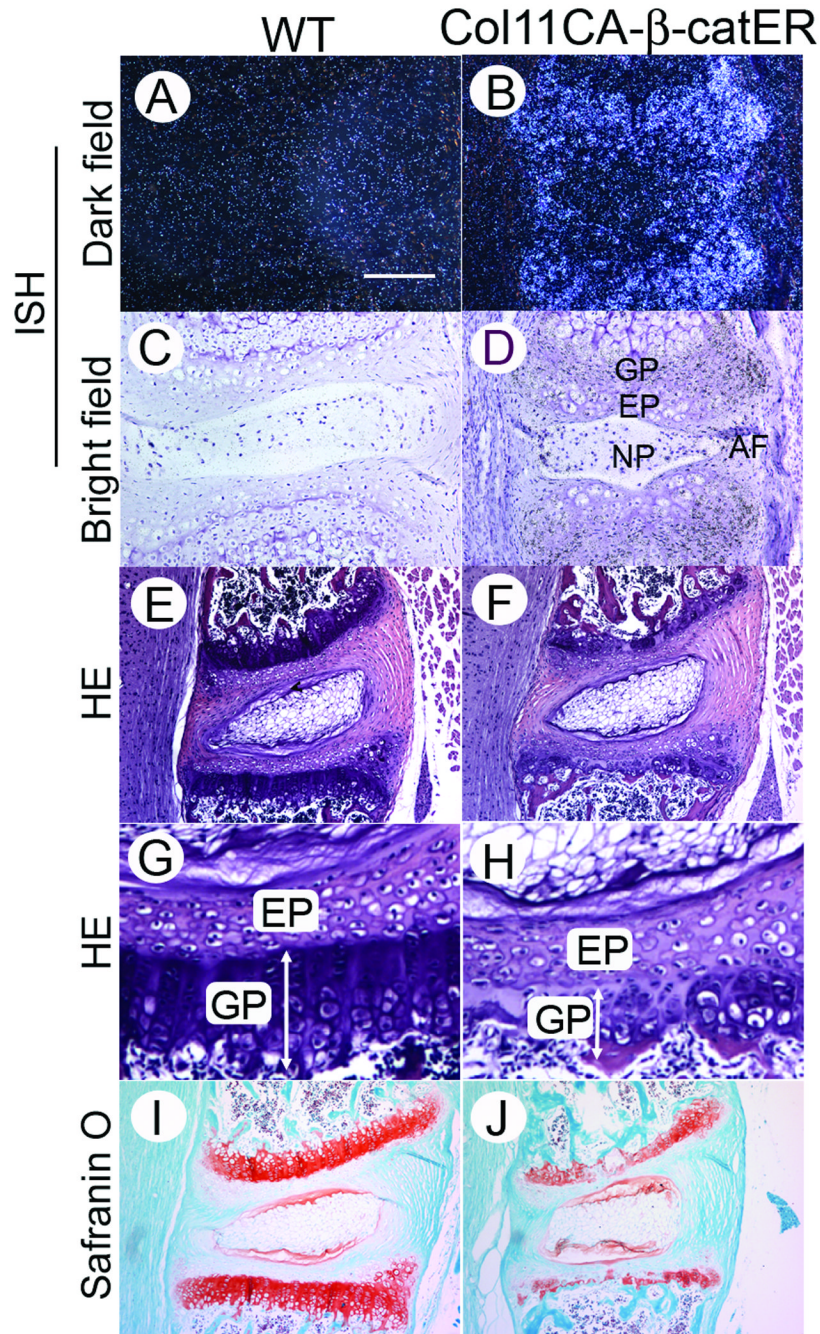 WT
Col11CA-β-catER
ISH
Dark field
A
B
Bright field
C
D
GP
EP
NP
AF
HE
E
F
HE
G
EP
GP
H
EP
GP
Safranin O
I
J